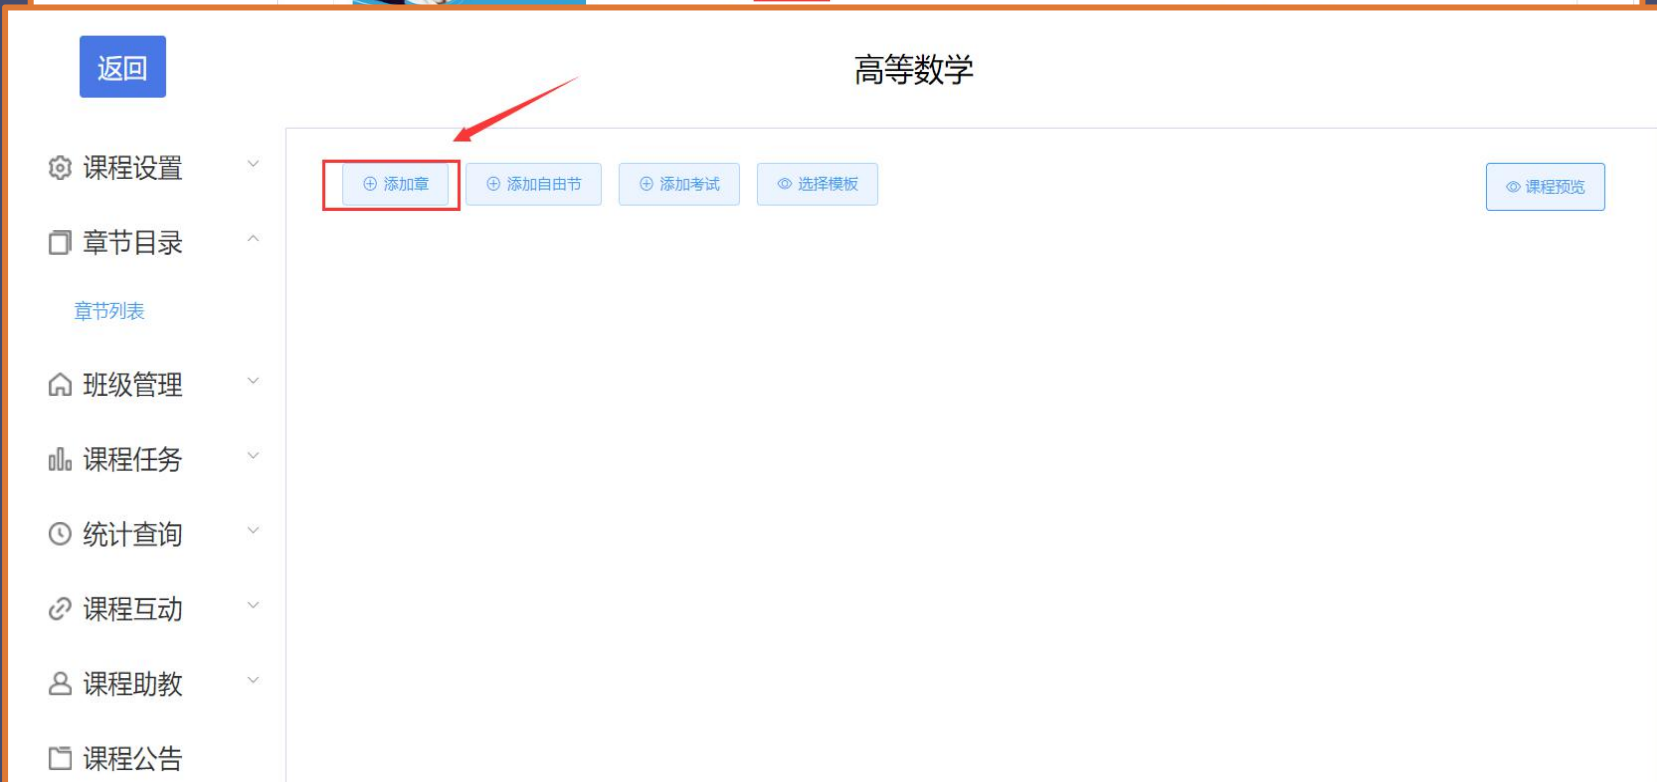 返回
高等数学
课程设置
章节目录
章节列表
班级管理
课程任务
统计查询
课程互动
课程助教
课程公告
添加章
添加自由节
添加考试
选择模板
课程预览